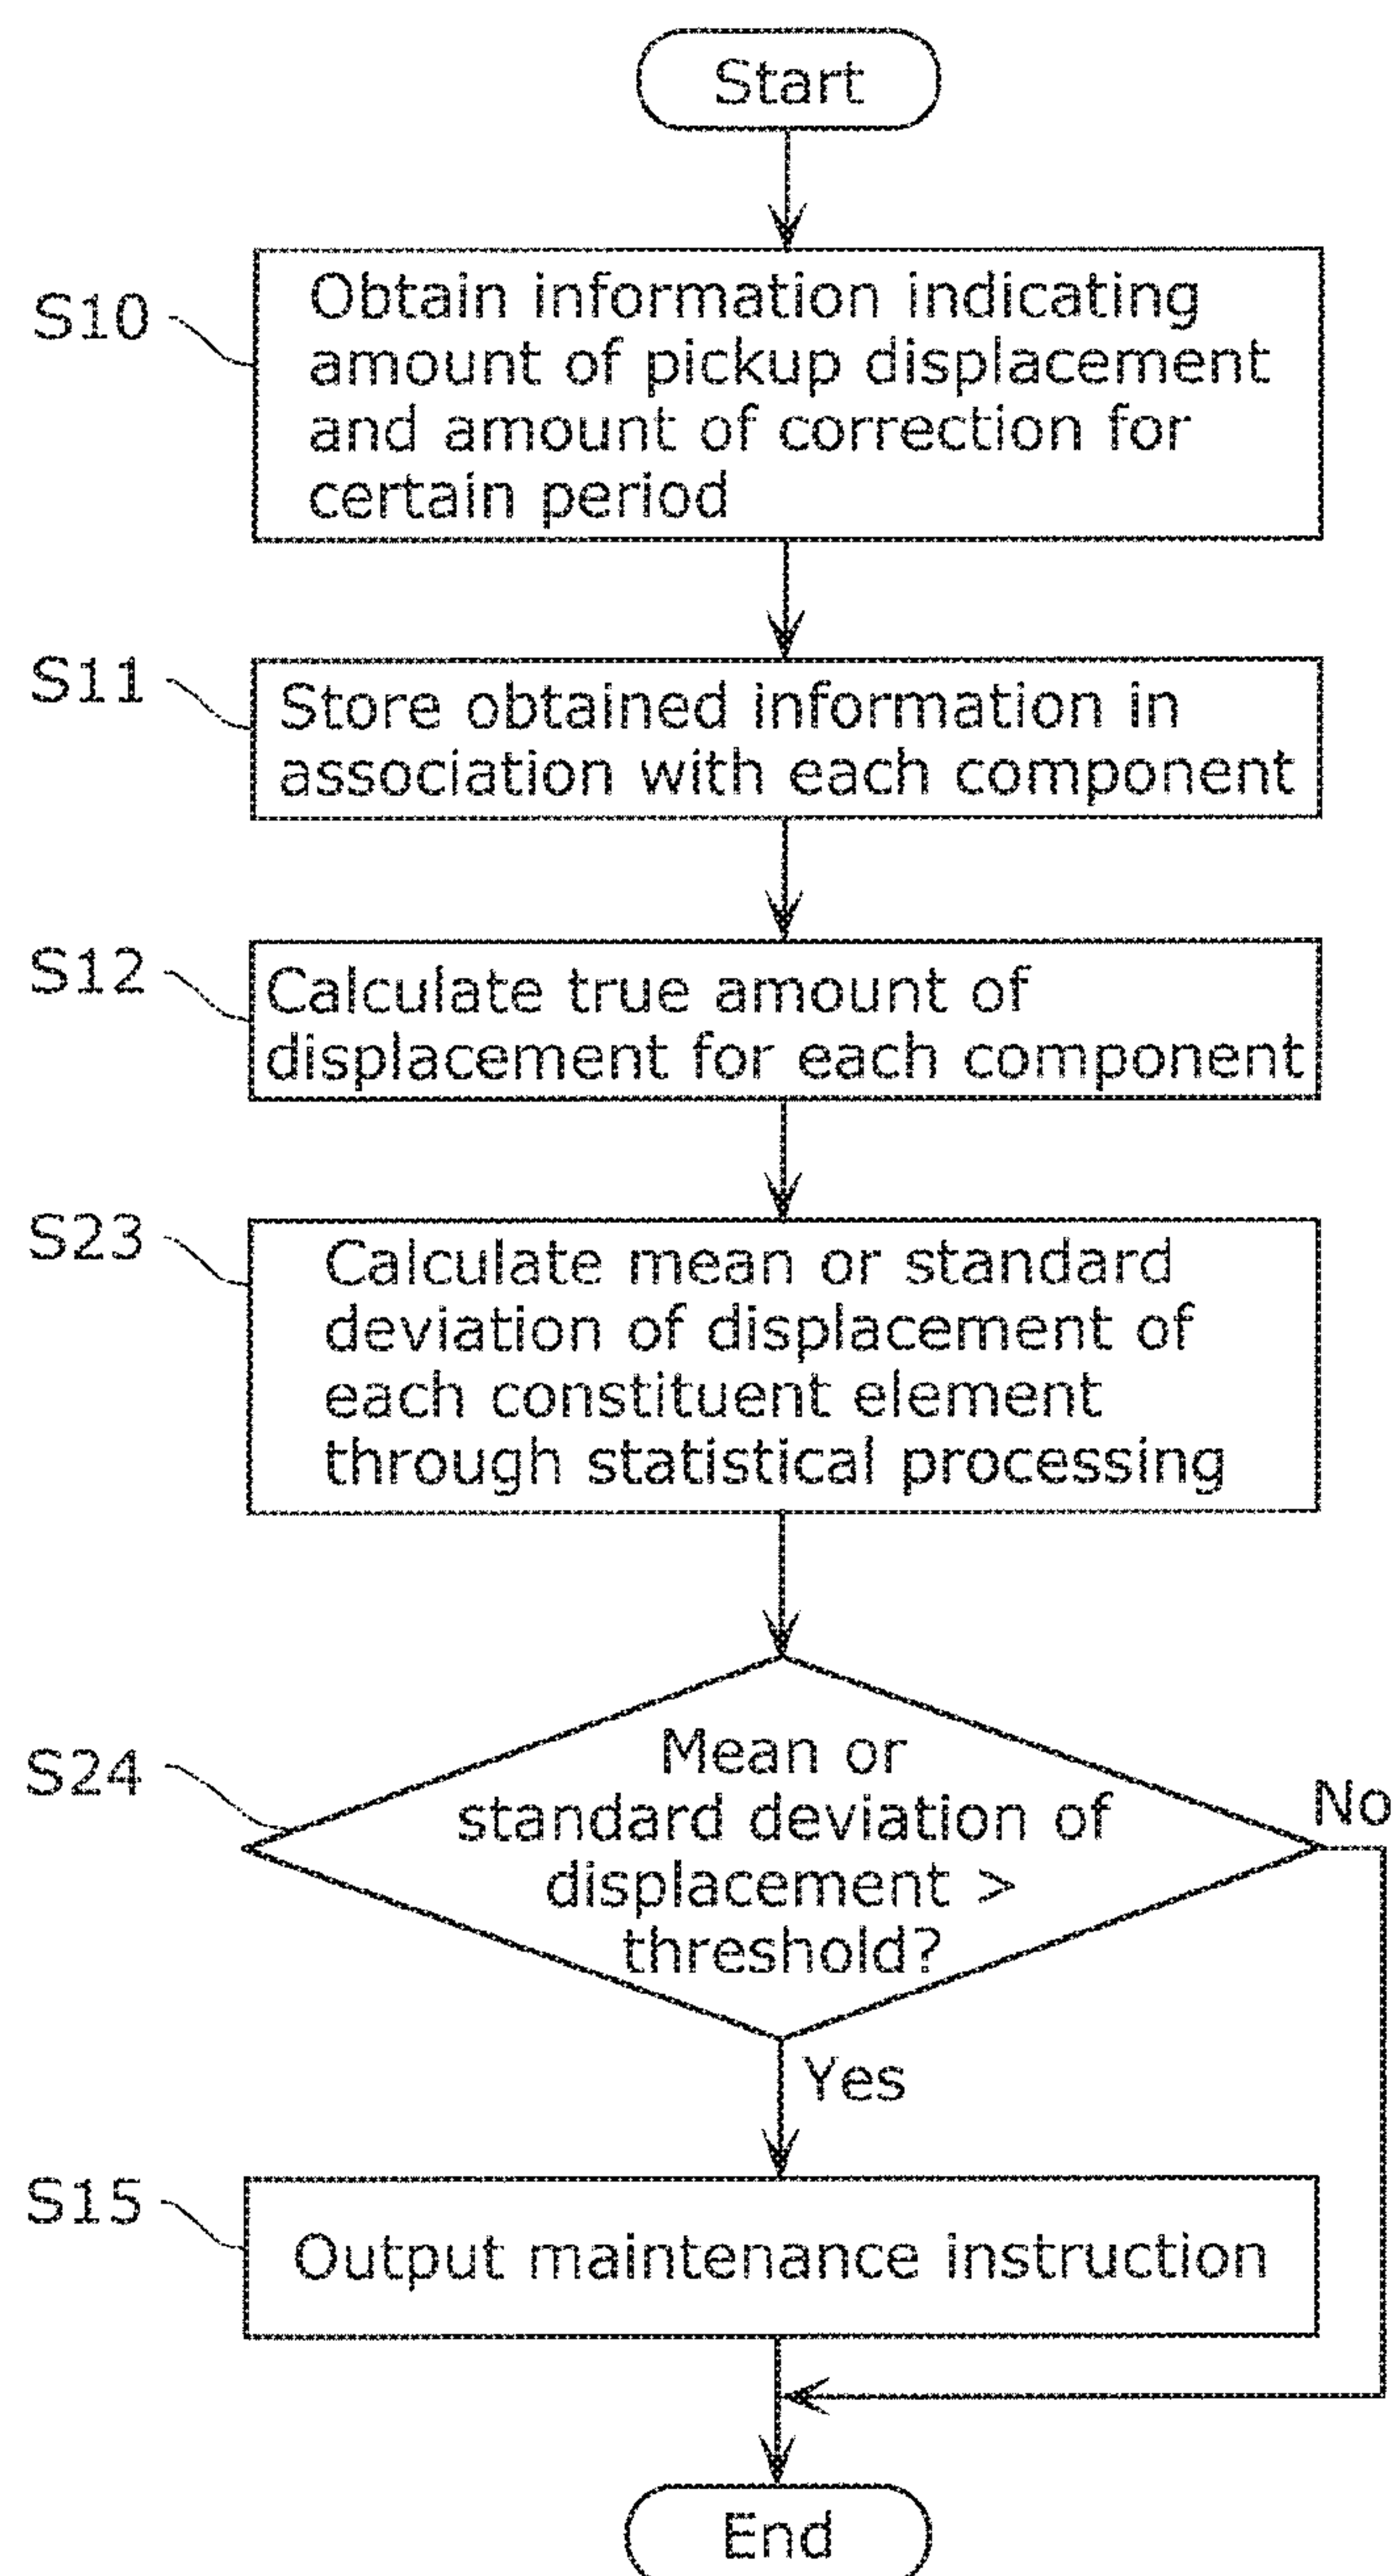 Start
S10
Obtain information indicating
amount of pickup displacement
and amount of correction for
certain period
S11
Store obtained information in
association with each component
S12
Calculate true amount of
displacement for each component
S23
Calculate mean or standard
deviation of displacement of
each constituent element
through statistical processing
S24
Mean or
standard deviation of
displacement >
threshold?
No
Yes
S15
Output maintenance instruction
End